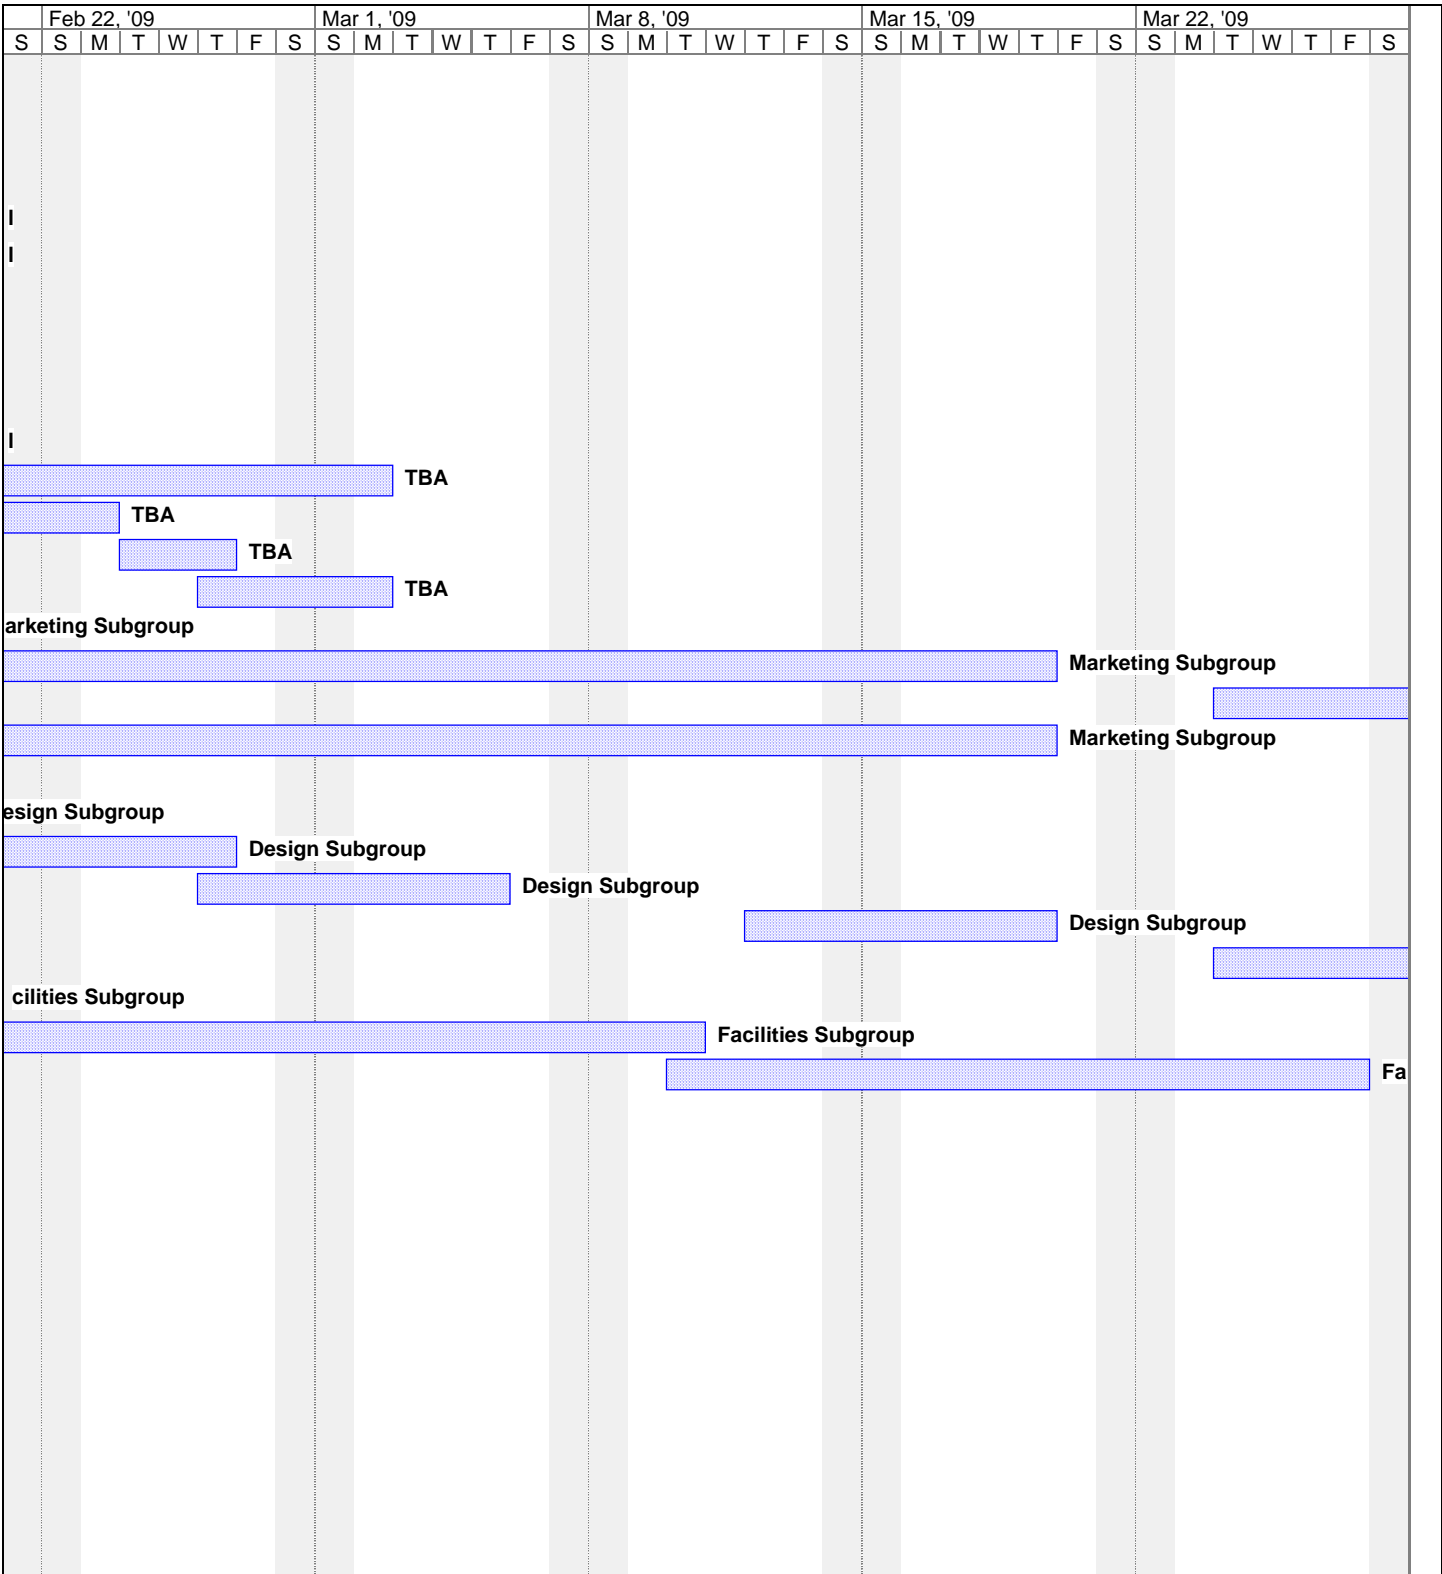 Feb 22, '09 Mar 1, '09 Mar 8, '09 Mar 15, '09 Mar 22, '09
S S M T W T F S S M T W T F S S M T W T F S S M T W T F S S M T W T F S
l
l
l
TBA
TBA
TBA
TBA
arketing Subgroup
Marketing Subgroup
Marketing Subgroup
esign Subgroup
Design Subgroup
Design Subgroup
Design Subgroup
cilities Subgroup
Facilities Subgroup
Fa